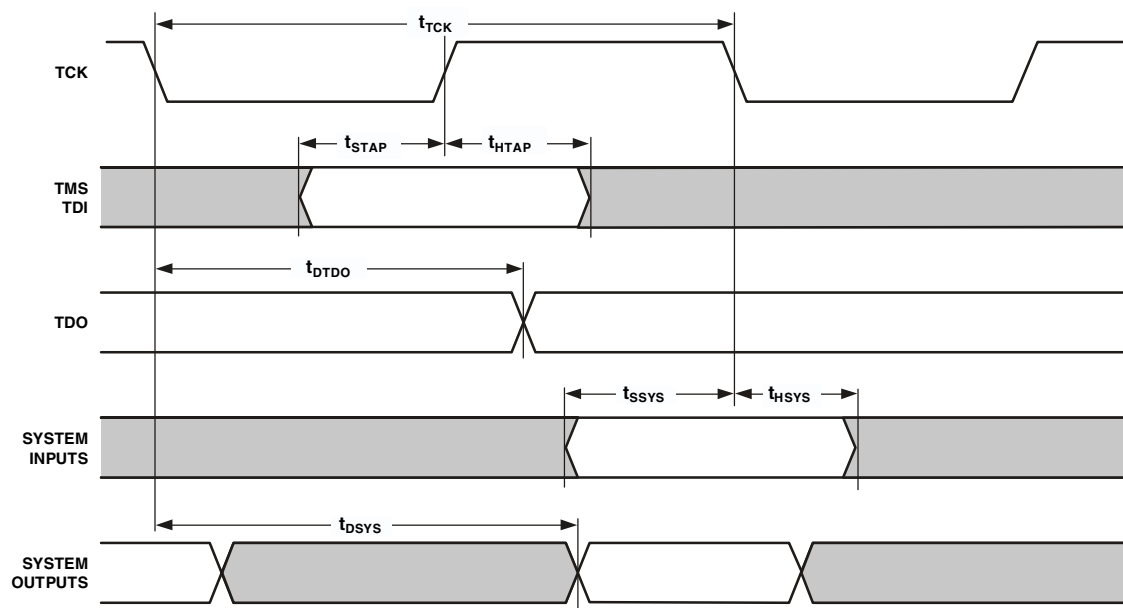 tTCK
TCK
tSTAP
tHTAP
TMS
TDI
tDTDO
TDO
tSSYS
tHSYS
SYSTEM
INPUTS
tDSYS
SYSTEM
OUTPUTS